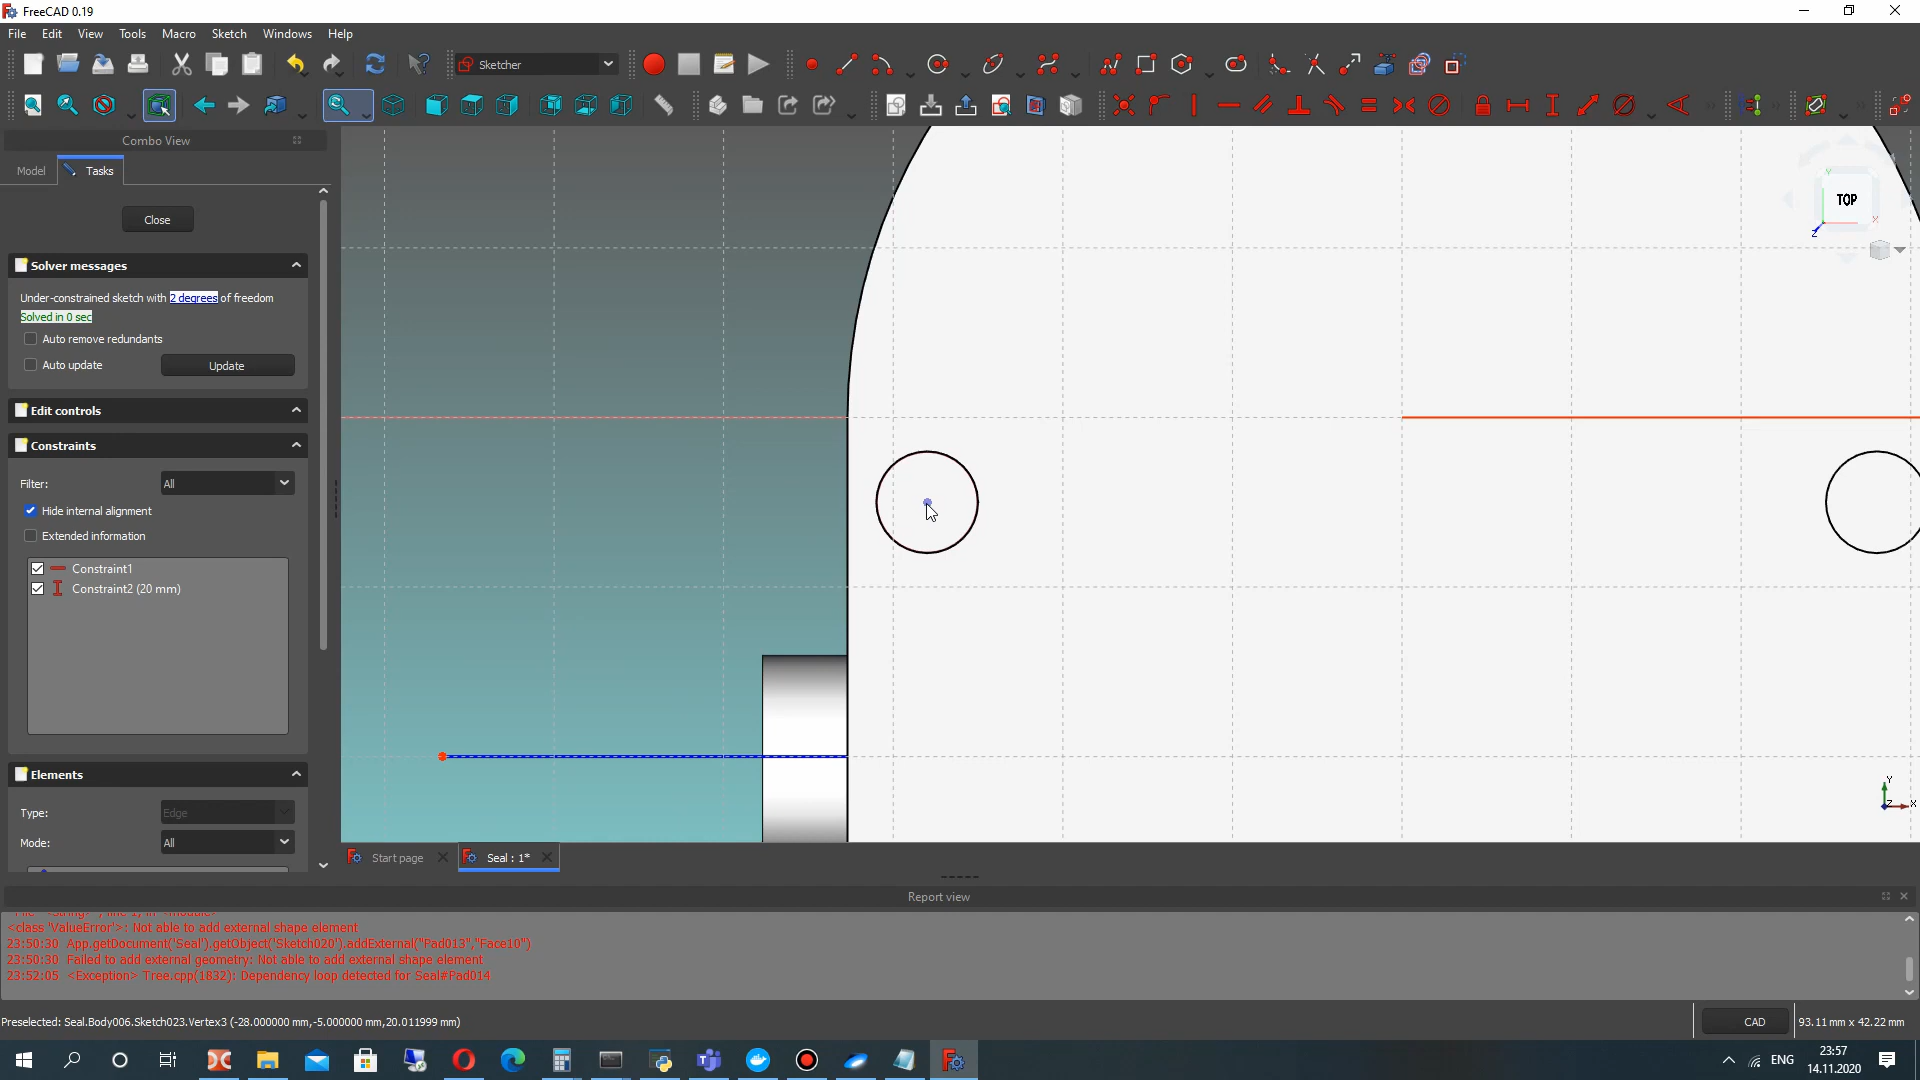 FreeCAD 0.19
File Edit View Tools Macro Sketch Windows Help
Sketcher
Combo View
Model Tasks
Close
Solver messages
Under-constrained sketch with 2 degrees of freedom
Solved in 0 sec
Auto remove redundants
Auto update Update
Edit controls
Constraints
Filter: All
Hide internal alignment
Extended information
Constraint1
Constraint2 (20 mm)
Elements
Type: Edge
Mode: All
TOP
Y
X
Z
Y
Z
X
Start page Seal : 1*
Report view
File "<string>", line 1, in <module>
<class 'ValueError'>: Not able to add external shape element
23:50:30 App.getDocument('Seal').getObject('Sketch020').addExternal("Pad013","Face10")
23:50:30 Failed to add external geometry: Not able to add external shape element
23:52:05 <Exception> Tree.cpp(1832): Dependency loop detected for Seal#Pad014
Preselected: Seal.Body006.Sketch023.Vertex3 (-28.000000 mm,-5.000000 mm,20.011999 mm)
CAD 93.11 mm x 42.22 mm
ENG
23:57
14.11.2020